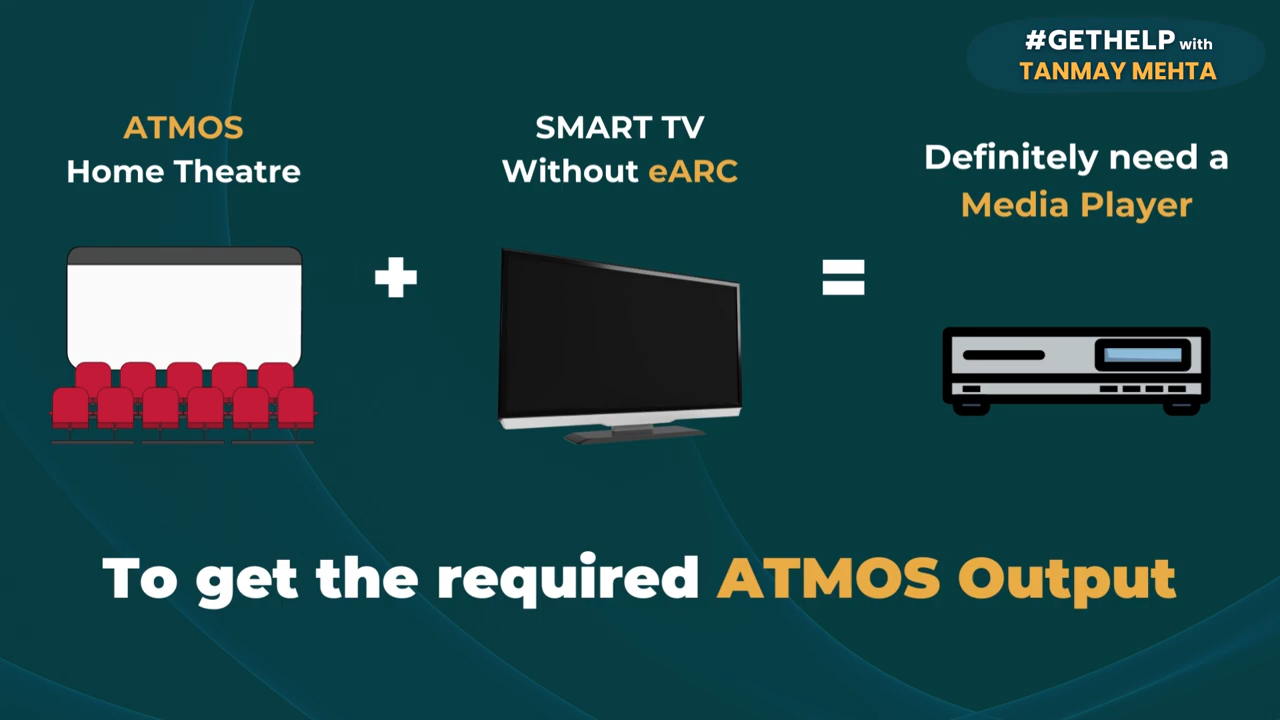 #GETHELP with
TANMAY MEHTA
ATMOS
Home Theatre
SMART TV
Without eARC
Definitely need a
Media Player
To get the required ATMOS Output